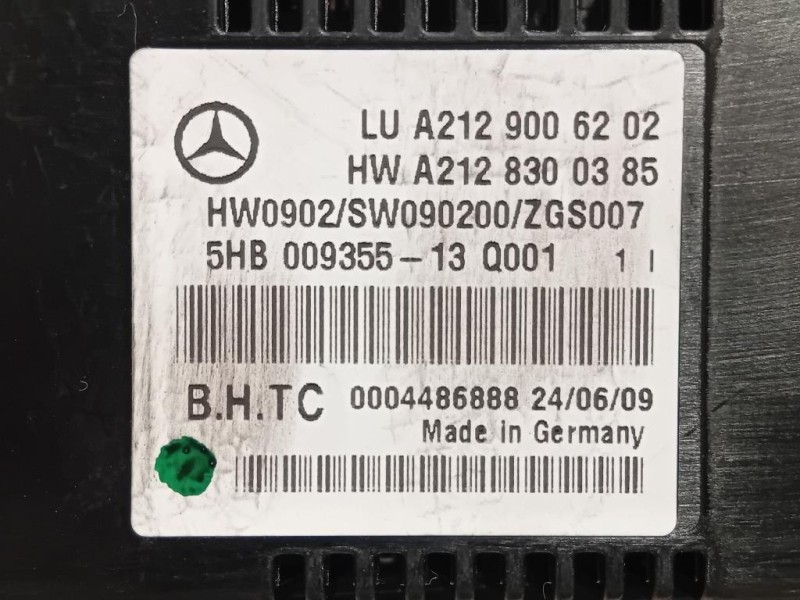 LU A212 900 62 02
HW A212 830 03 85
HW0902/SW090200/ZGS007
5HB 009355-13 Q001 1 I
B.H.TC 0004486888 24/06/09
Made in Germany